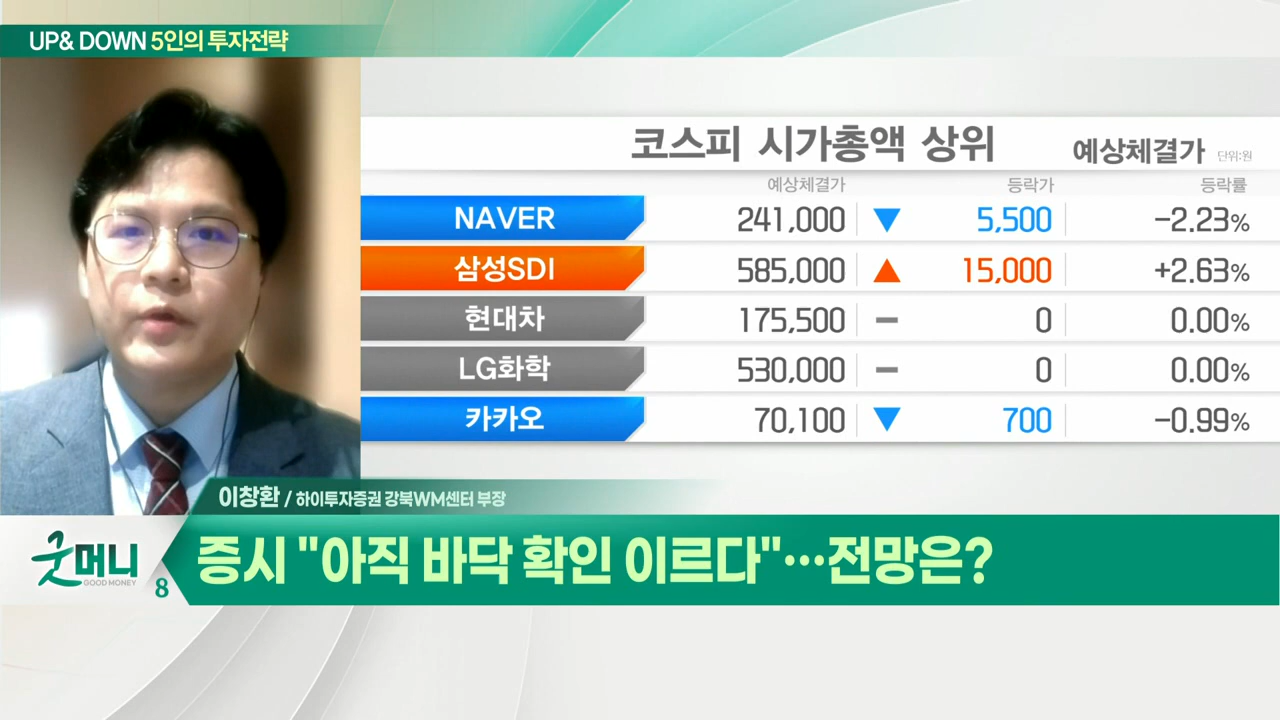 UP& DOWN 5인의 투자전략
코스피 시가총액 상위 예상체결가 단위:원
예상체결가 등락가 등락률
NAVER 241,000 ▼ 5,500 -2.23%
삼성SDI 585,000 ▲ 15,000 +2.63%
현대차 175,500 - 0 0.00%
LG화학 530,000 - 0 0.00%
카카오 70,100 ▼ 700 -0.99%
이창환 / 하이투자증권 강북WM센터 부장
굿머니
GOOD MONEY
8
증시 "아직 바닥 확인 이르다"…전망은?